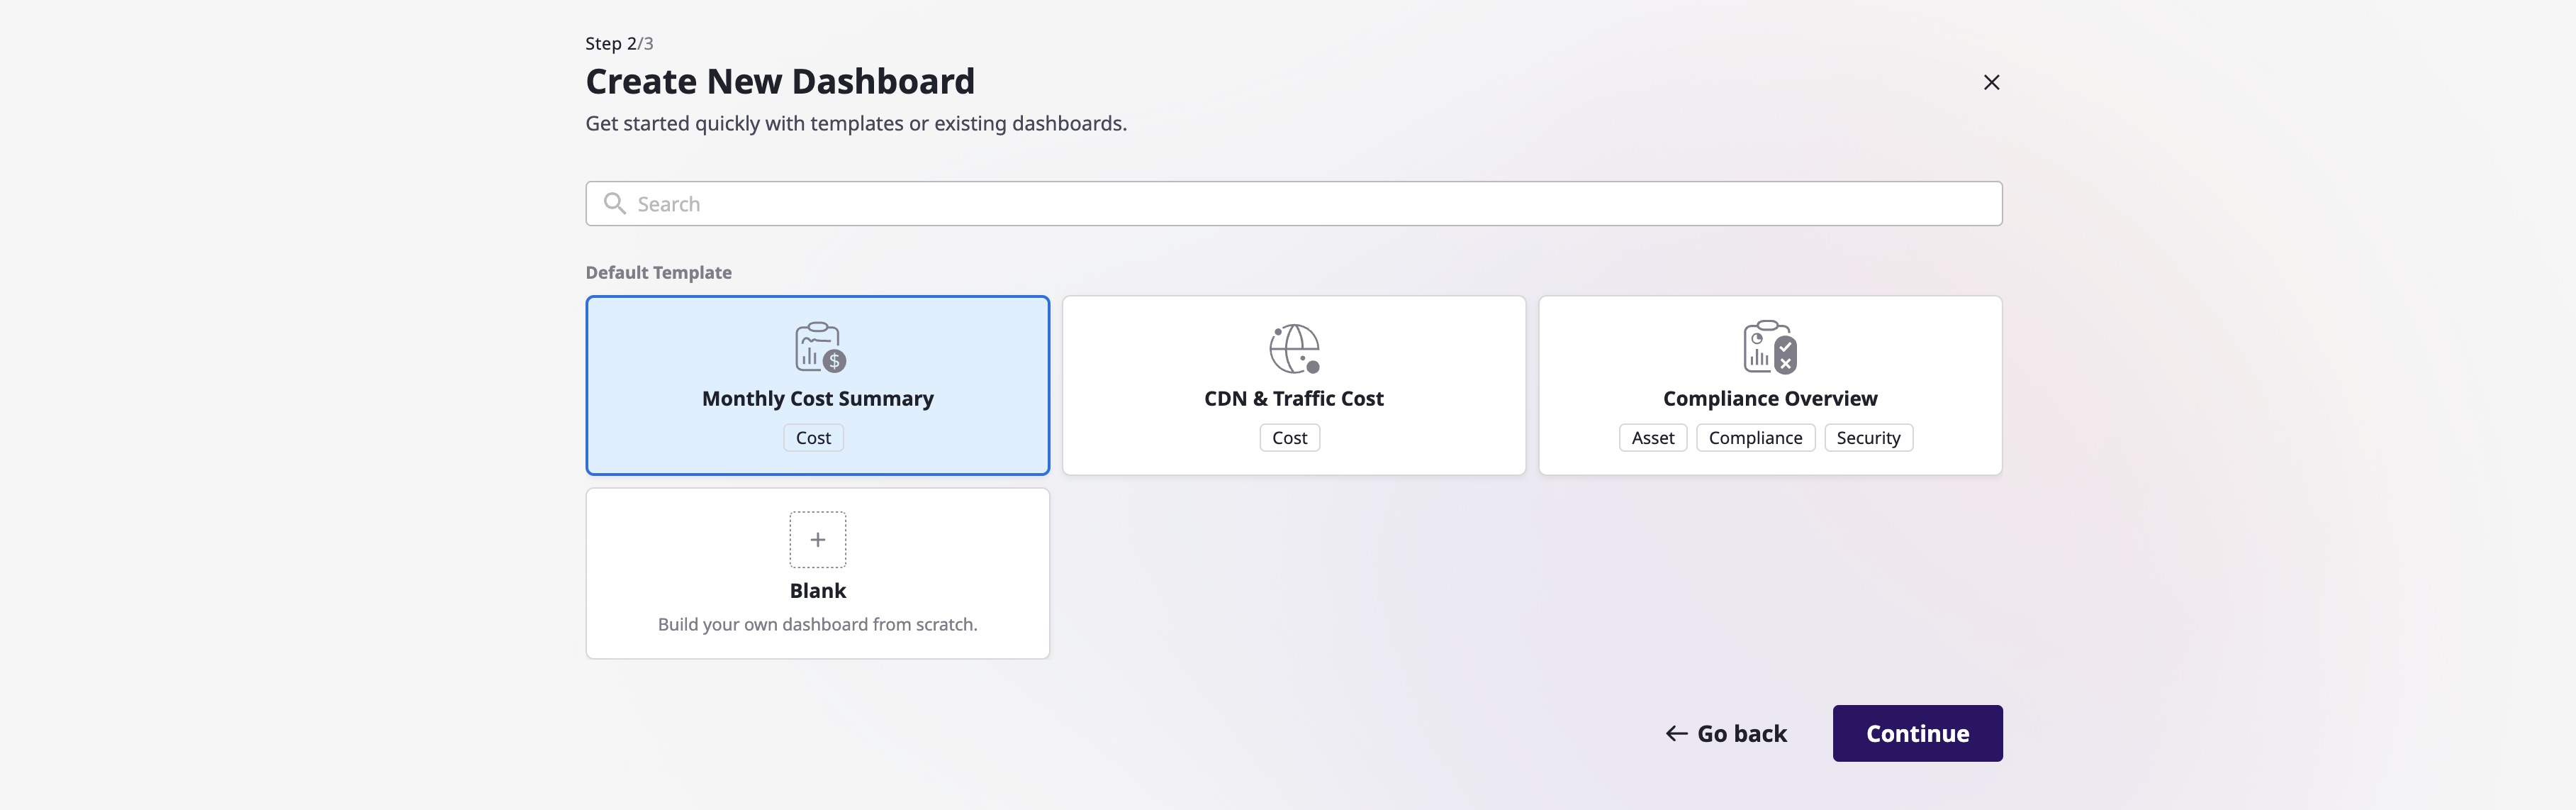 Step 2/3
Create New Dashboard
Get started quickly with templates or existing dashboards.
Search
Default Template
Monthly Cost Summary
Cost
CDN & Traffic Cost
Cost
Compliance Overview
Asset Compliance Security
Blank
Build your own dashboard from scratch.
Go back
Continue